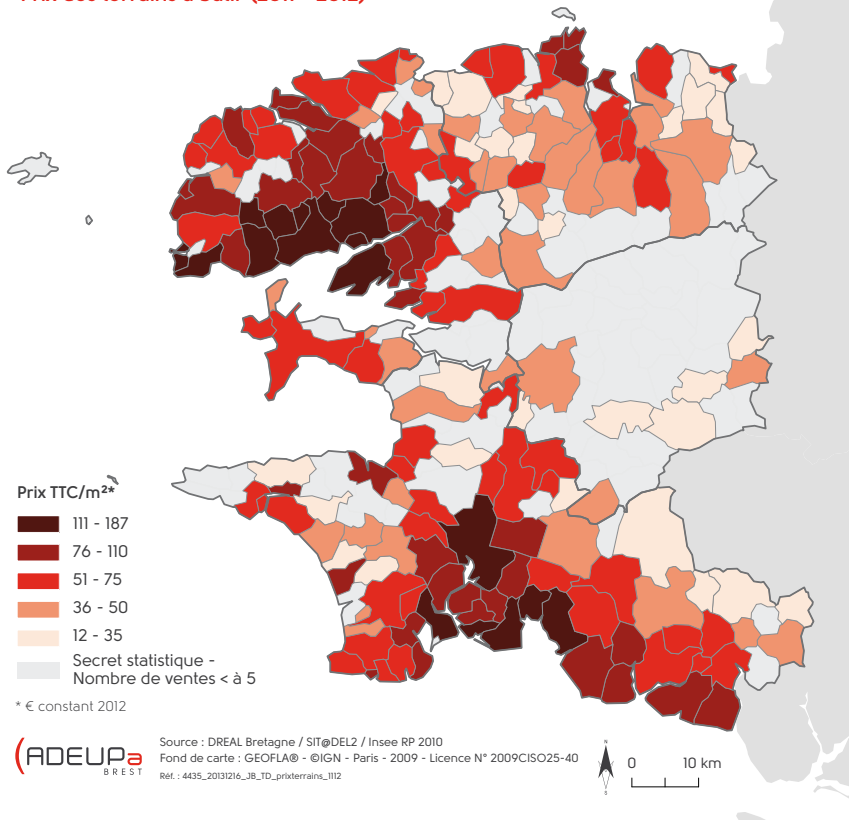 Prix TTC/m²*
111 - 187
76 - 110
51 - 75
36 - 50
12 - 35
Secret statistique -
Nombre de ventes < à 5
* € constant 2012
ADEUPa
BREST
Source : DREAL Bretagne / SIT@DEL2 / Insee RP 2010
Fond de carte : GEOFLA® - ©IGN - Paris - 2009 - Licence N° 2009CISO25-40
Réf. : 4435_20131216_JB_TD_prixterrains_1112
N
0 10 km